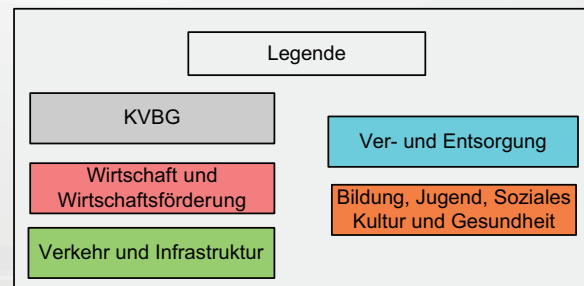 Legende
KVBG
Wirtschaft und
Wirtschaftsförderung
Verkehr und Infrastruktur
Ver- und Entsorgung
Bildung, Jugend, Soziales
Kultur und Gesundheit